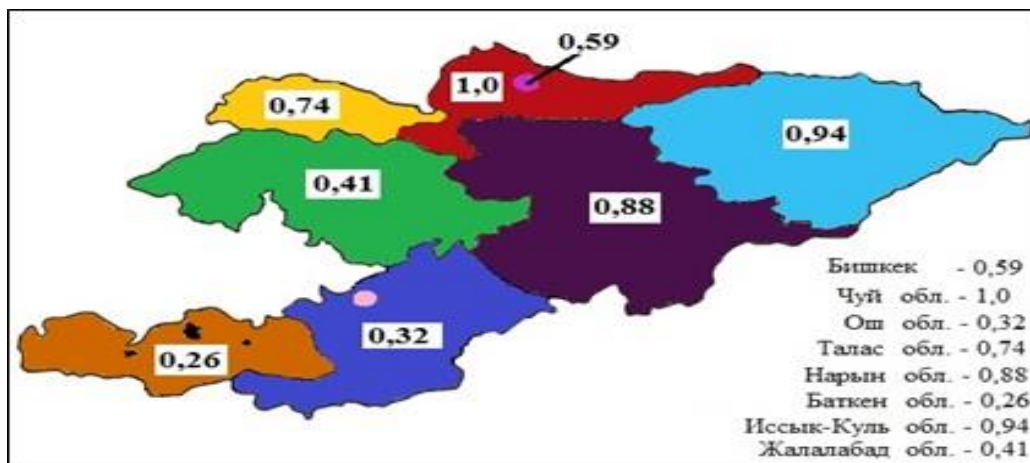 0,59
1,0
0,74
0,94
0,41
0,88
0,32
0,26
Бишкек - 0,59
Чуй обл. - 1,0
Ош обл. - 0,32
Талас обл. - 0,74
Нарын обл. - 0,88
Баткен обл. - 0,26
Иссык-Куль обл. - 0,94
Жалалабад обл. - 0,41